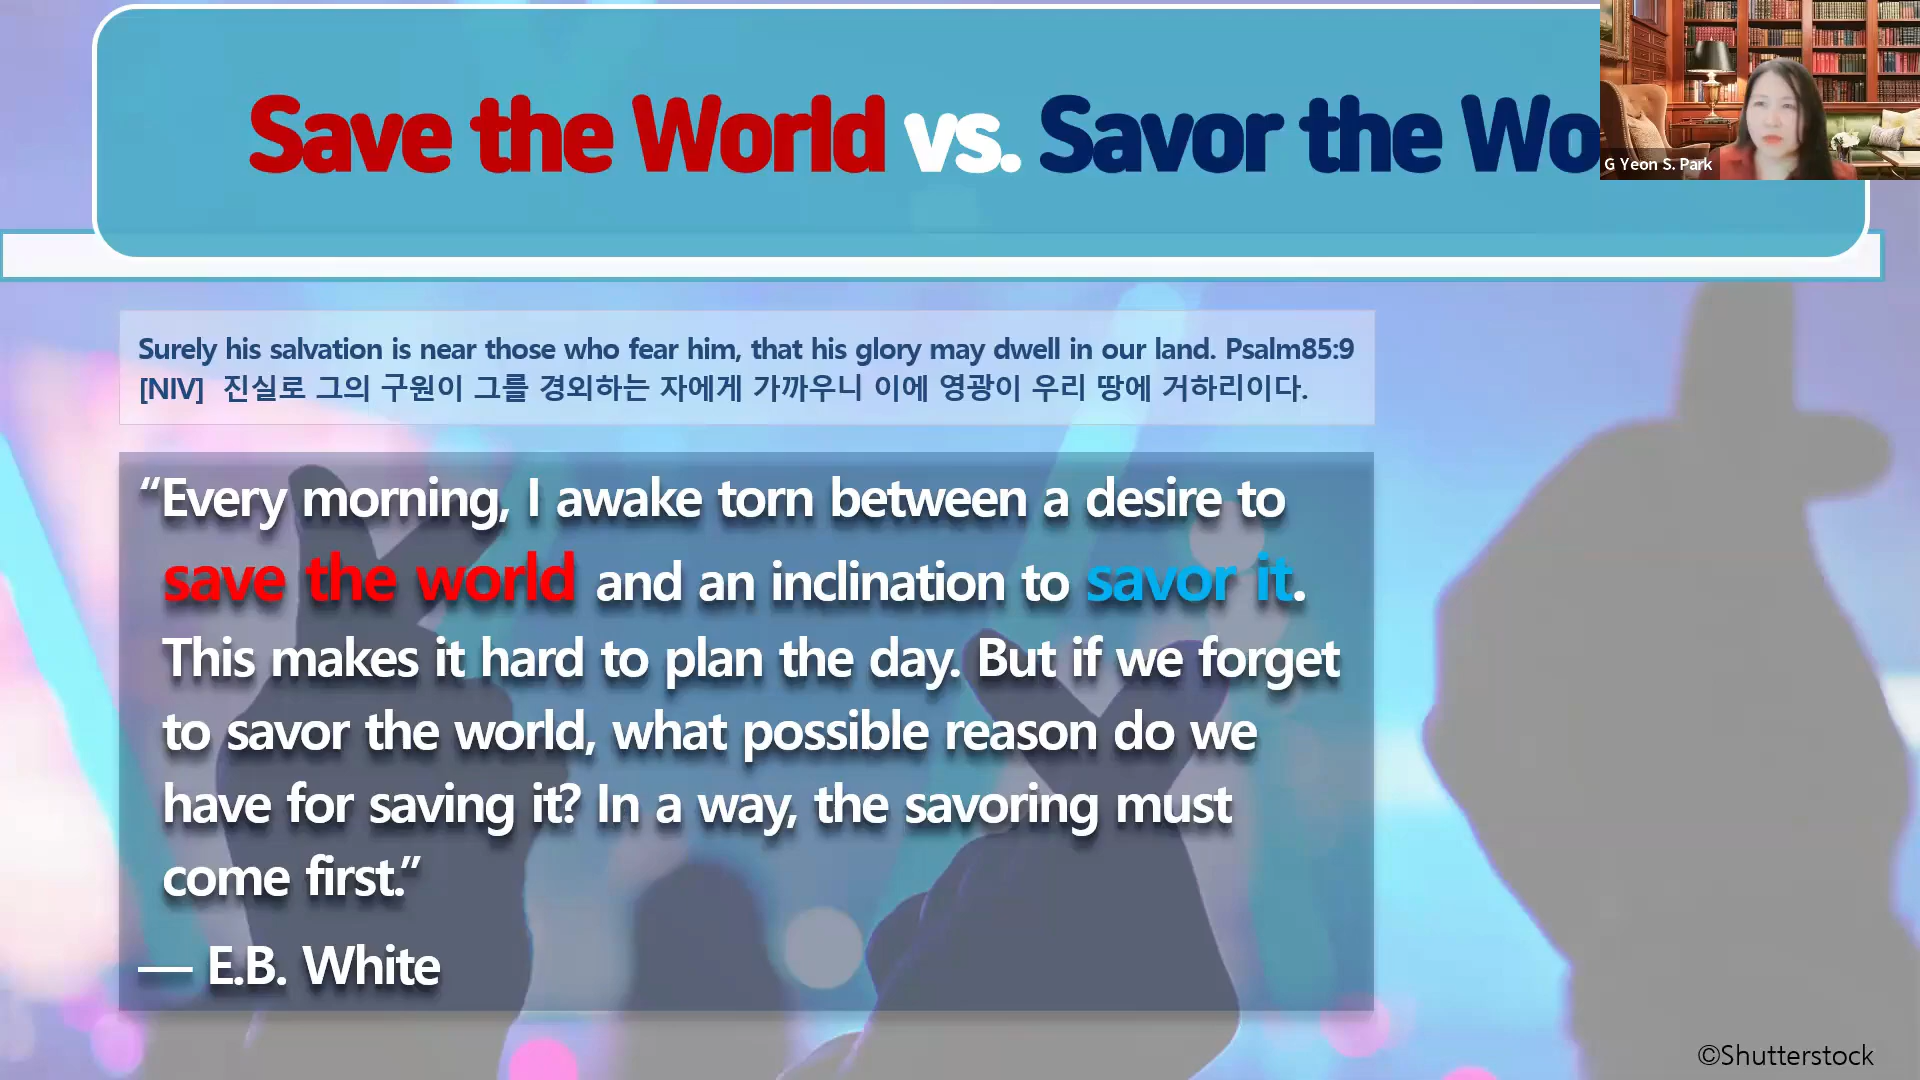 Save the World vs. Savor the Wo
G Yeon S. Park
Surely his salvation is near those who fear him, that his glory may dwell in our land. Psalm85:9
[NIV] 진실로 그의 구원이 그를 경외하는 자에게 가까우니 이에 영광이 우리 땅에 거하리이다.
“Every morning, I awake torn between a desire to
save the world and an inclination to savor it.
This makes it hard to plan the day. But if we forget
to savor the world, what possible reason do we
have for saving it? In a way, the savoring must
come first.”
— E.B. White
©Shutterstock